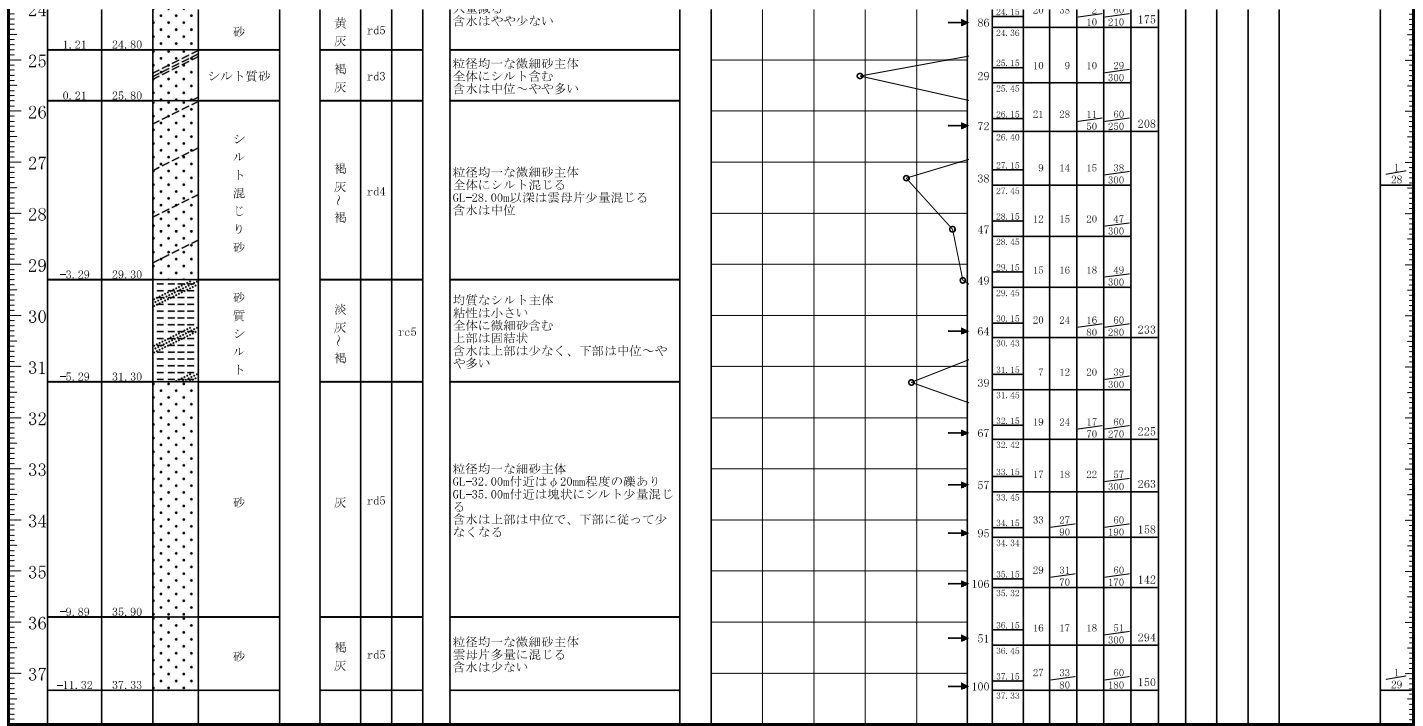 24
1.21 24.80 砂 黄灰 rd5
含水はやや少ない
86 24.15 24.36 20 38 2/10 60/210 175
25
0.21 25.80 シルト質砂 褐灰 rd3
粒径均一な微細砂主体
全体にシルト含む
含水は中位～やや多い
29 25.15 25.45 10 9 10 29/300
26
72 26.15 26.40 21 28 11/50 60/250 208
27
-3.29 29.30 シルト混じり砂 褐灰～褐 rd4
粒径均一な微細砂主体
全体にシルト混じる
GL-28.00m以深は雲母片少量混じる
含水は中位
38 27.15 27.45 9 14 15 38/300
1/28
28
47 28.15 28.45 12 15 20 47/300
29
49 29.15 29.45 15 16 18 49/300
30
-5.29 31.30 砂質シルト 淡灰～褐 rc5
均質なシルト主体
粘性は小さい
全体に微細砂含む
上部は固結状
含水は上部は少なく、下部は中位～や
や多い
64 30.15 30.43 20 24 16/80 60/280 233
31
39 31.15 31.45 7 12 20 39/300
32
67 32.15 32.42 19 24 17/70 60/270 225
33
-9.89 35.90 砂 灰 rd5
粒径均一な細砂主体
GL-32.00m付近はφ20mm程度の礫あり
GL-35.00m付近は塊状にシルト少量混じ
る
含水は上部は中位で、下部に従って少
なくなる
57 33.15 33.45 17 18 22 57/300 263
34
95 34.15 34.34 33 27/90 60/190 158
35
106 35.15 35.32 29 31/70 60/170 142
36
-11.32 37.33 砂 褐灰 rd5
粒径均一な微細砂主体
雲母片多量に混じる
含水は少ない
51 36.15 36.45 16 17 18 51/300 294
37
100 37.15 37.33 27 33/80 60/180 150
1/29